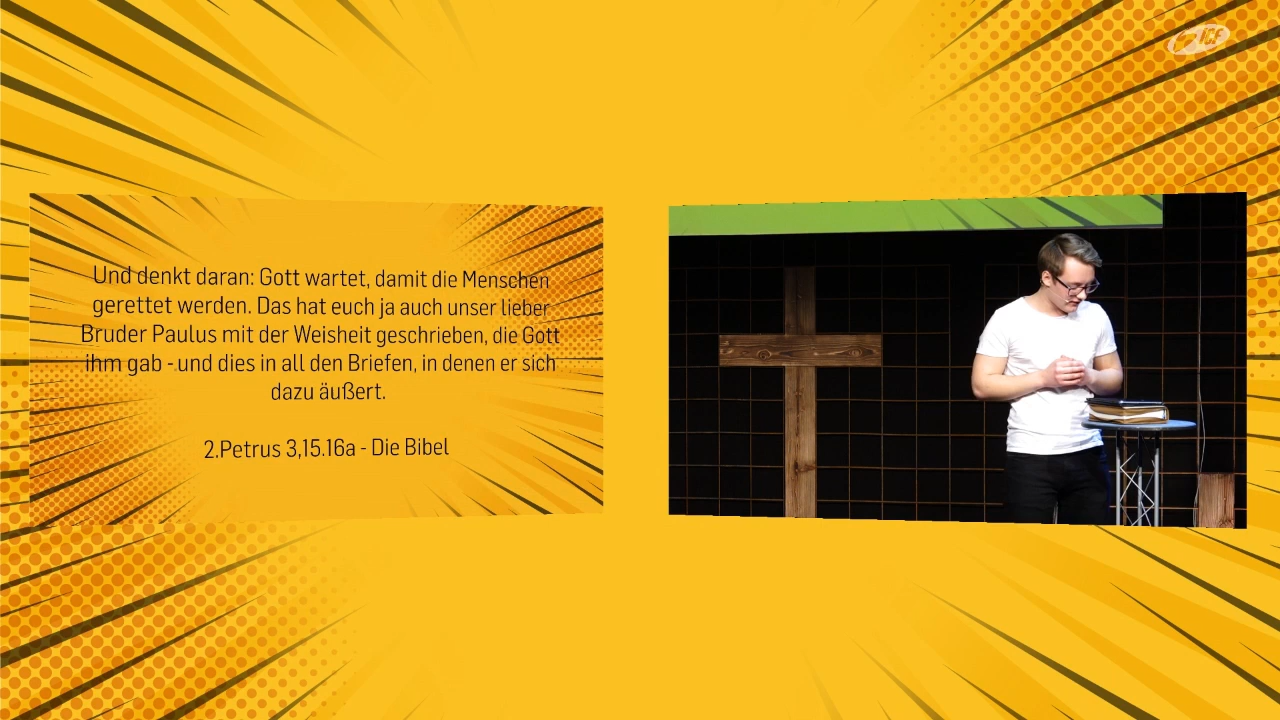 ICF
Und denkt daran: Gott wartet, damit die Menschen
gerettet werden. Das hat euch ja auch unser lieber
Bruder Paulus mit der Weisheit geschrieben, die Gott
ihm gab - und dies in all den Briefen, in denen er sich
dazu äußert.
2.Petrus 3,15.16a - Die Bibel